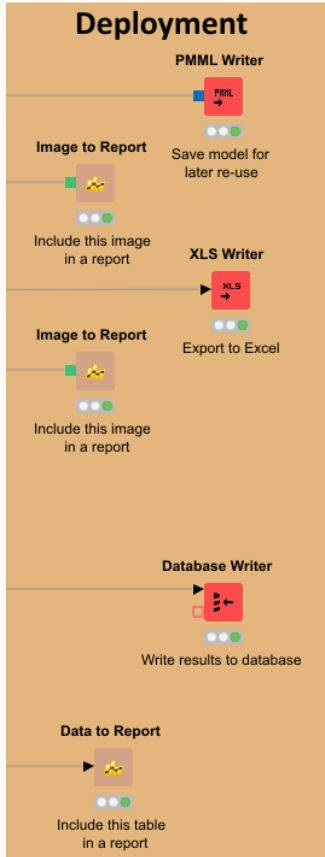 Deployment
PMML Writer
PMML
Save model for
later re-use
Image to Report
Include this image
in a report
XLS Writer
XLS
Export to Excel
Image to Report
Include this image
in a report
Database Writer
Write results to database
Data to Report
Include this table
in a report